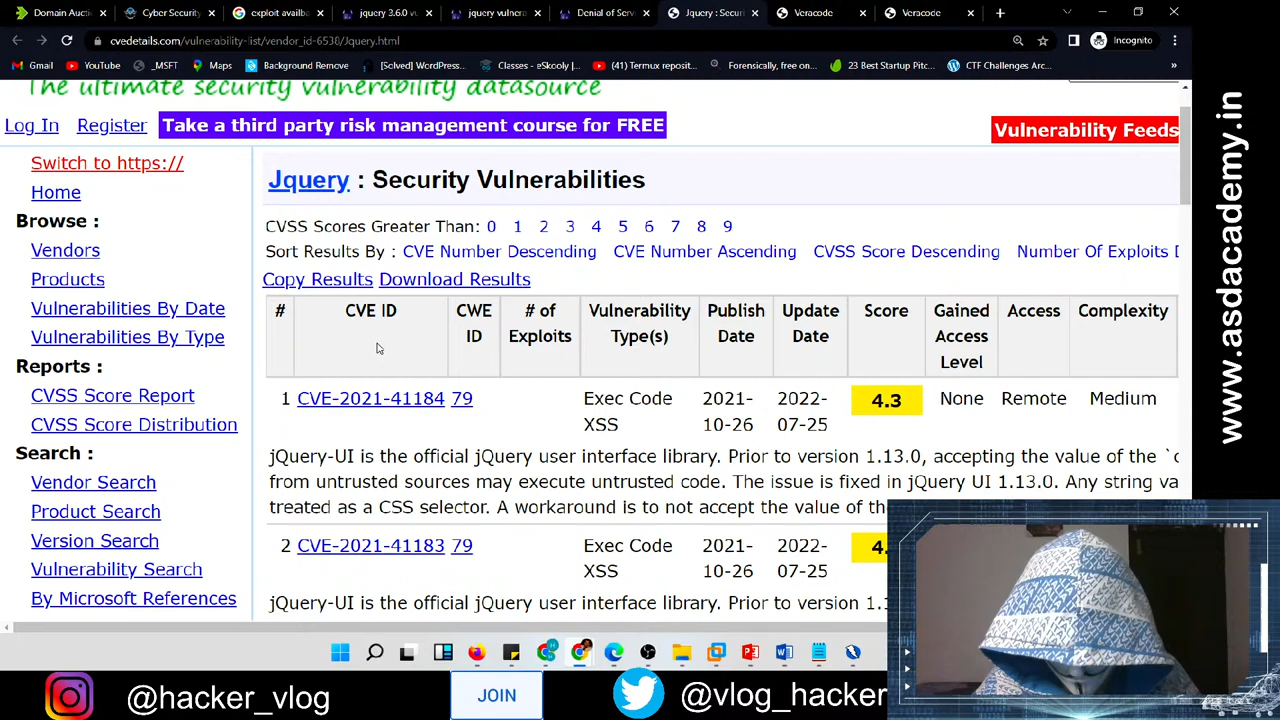 Domain Aucti
Cyber Security
exploit availba
jquery 3.6.0 vu
jquery vulnera
Denial of Serv
Jquery : Securi
Veracode
Veracode
cvedetails.com/vulnerability-list/vendor_id-6538/Jquery.html
Incognito
Gmail
YouTube
_MSFT
Maps
Background Remove
[Solved] WordPress...
Classes - eSkooly |...
(41) Termux reposit...
Forensically, free on...
23 Best Startup Pitc...
CTF Challenges Arc...
»
The ultimate security vulnerability datasource
Log In Register Take a third party risk management course for FREE
Vulnerability Feeds
Switch to https://
Home
Browse :
Vendors
Products
Vulnerabilities By Date
Vulnerabilities By Type
Reports :
CVSS Score Report
CVSS Score Distribution
Search :
Vendor Search
Product Search
Version Search
Vulnerability Search
By Microsoft References
Jquery : Security Vulnerabilities
CVSS Scores Greater Than: 0 1 2 3 4 5 6 7 8 9
Sort Results By : CVE Number Descending CVE Number Ascending CVSS Score Descending Number Of Exploits D
Copy Results Download Results
# CVE ID CWE ID # of Exploits Vulnerability Type(s) Publish Date Update Date Score Gained Access Level Access Complexity
1 CVE-2021-41184 79 Exec Code XSS 2021-10-26 2022-07-25 4.3 None Remote Medium
jQuery-UI is the official jQuery user interface library. Prior to version 1.13.0, accepting the value of the `
from untrusted sources may execute untrusted code. The issue is fixed in jQuery UI 1.13.0. Any string va
treated as a CSS selector. A workaround is to not accept the value of the
2 CVE-2021-41183 79 Exec Code XSS 2021-10-26 2022-07-25 4.
jQuery-UI is the official jQuery user interface library. Prior to version 1.1
@hacker_vlog
JOIN
@vlog_hacker
www.asdacademy.in